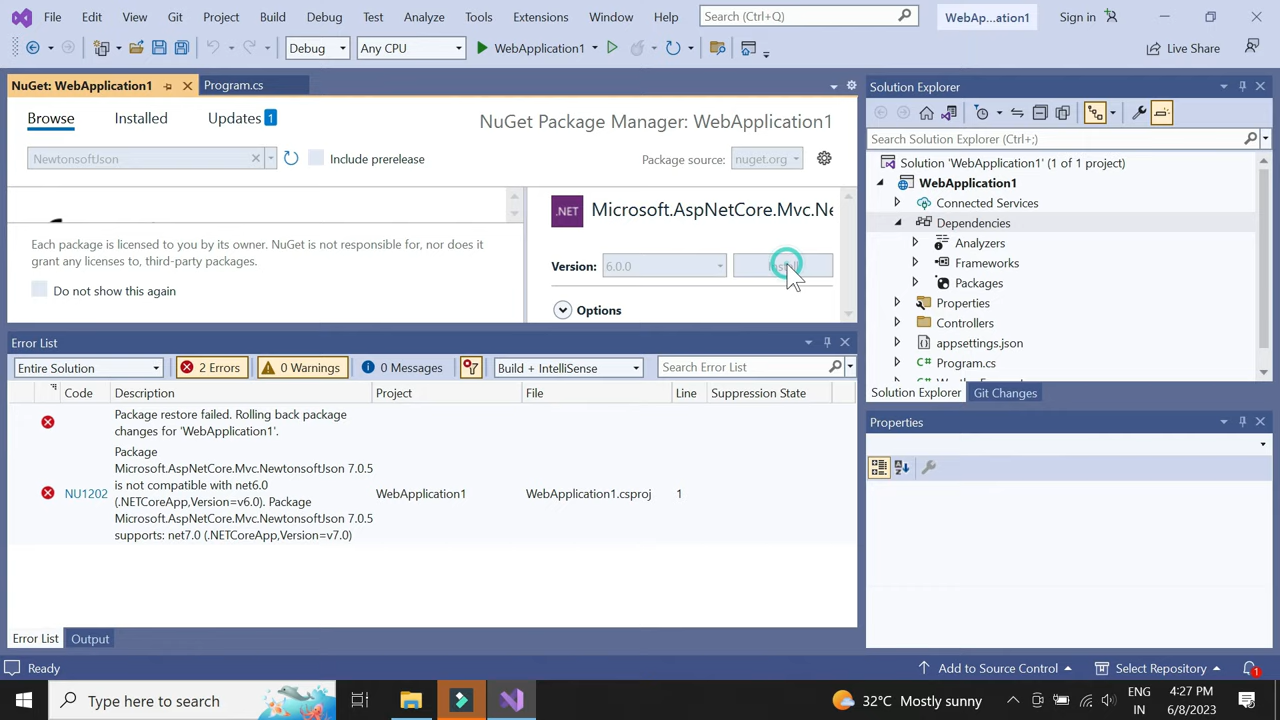 File Edit View Git Project Build Debug Test Analyze Tools Extensions Window Help Search (Ctrl+Q) WebAp...ation1 Sign in
Debug Any CPU WebApplication1 Live Share
NuGet: WebApplication1 Program.cs
Browse Installed Updates 1 NuGet Package Manager: WebApplication1
NewtonsoftJson Include prerelease Package source: nuget.org
.NET Microsoft.AspNetCore.Mvc.Ne
Each package is licensed to you by its owner. NuGet is not responsible for, nor does it
grant any licenses to, third-party packages.
Do not show this again
Version: 6.0.0
Options
Solution Explorer
Search Solution Explorer (Ctrl+;)
Solution 'WebApplication1' (1 of 1 project)
WebApplication1
Connected Services
Dependencies
Analyzers
Frameworks
Packages
Properties
Controllers
appsettings.json
C# Program.cs
Solution Explorer Git Changes
Error List
Entire Solution 2 Errors 0 Warnings 0 Messages Build + IntelliSense Search Error List
Code Description Project File Line Suppression State
Package restore failed. Rolling back package
changes for 'WebApplication1'.
Package
Microsoft.AspNetCore.Mvc.NewtonsoftJson 7.0.5
is not compatible with net6.0
NU1202 (.NETCoreApp,Version=v6.0). Package WebApplication1 WebApplication1.csproj 1
Microsoft.AspNetCore.Mvc.NewtonsoftJson 7.0.5
supports: net7.0 (.NETCoreApp,Version=v7.0)
Error List Output
Properties
Ready Add to Source Control Select Repository 1
Type here to search 32°C Mostly sunny ENG IN 4:27 PM 6/8/2023